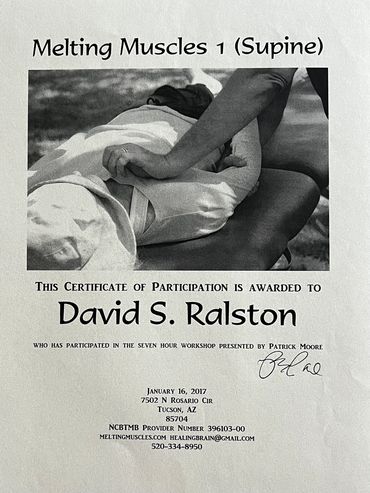 Melting Muscles 1 (Supine)
This Certificate of Participation is awarded to
David S. Ralston
who has participated in the seven hour workshop presented by Patrick Moore
January 16, 2017
7502 N Rosario Cir
Tucson, AZ
85704
NCBTMB Provider Number 396103-00
meltingmuscles.com healingbrain@gmail.com
520-334-8950